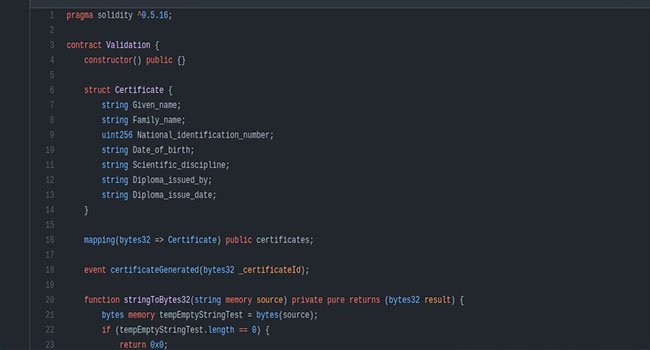 1 pragma solidity ^0.5.16;
2
3 contract Validation {
4 constructor() public {}
5
6 struct Certificate {
7 string Given_name;
8 string Family_name;
9 uint256 National_identification_number;
10 string Date_of_birth;
11 string Scientific_discipline;
12 string Diploma_issued_by;
13 string Diploma_issue_date;
14 }
15
16 mapping(bytes32 => Certificate) public certificates;
17
18 event certificateGenerated(bytes32 _certificateId);
19
20 function stringToBytes32(string memory source) private pure returns (bytes32 result) {
21 bytes memory tempEmptyStringTest = bytes(source);
22 if (tempEmptyStringTest.length == 0) {
23 return 0x0;